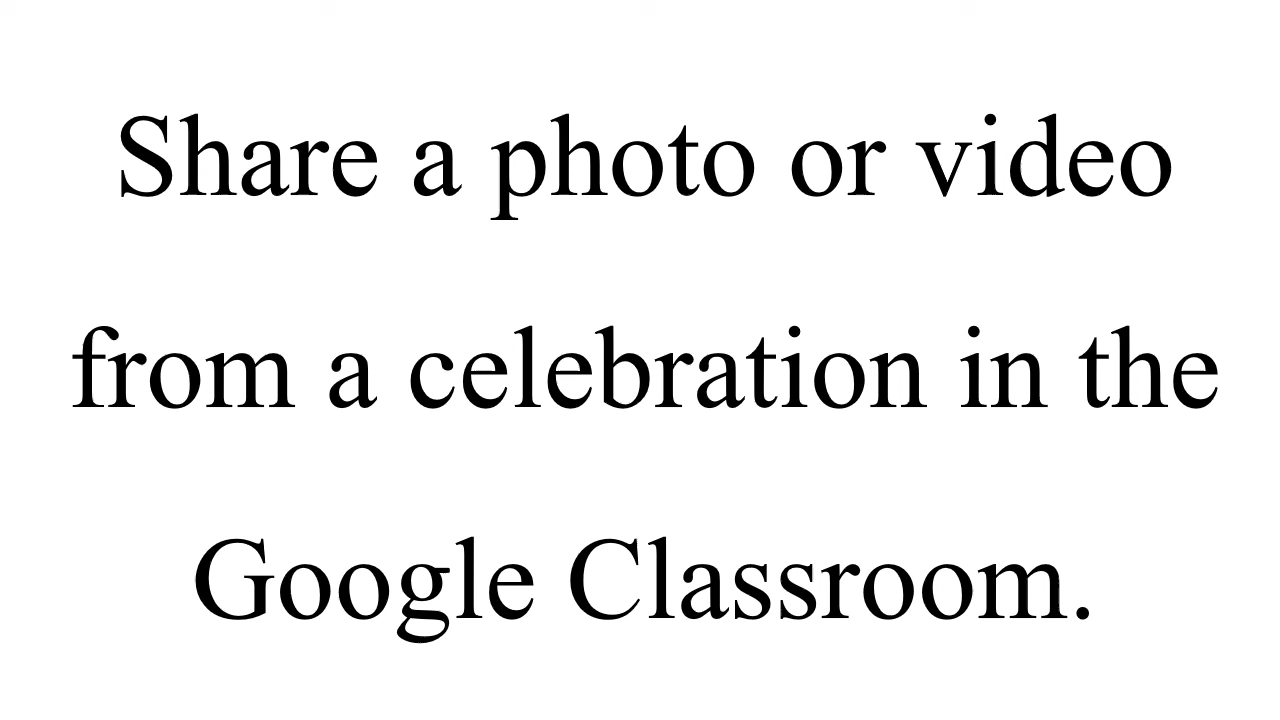 Share a photo or video
from a celebration in the
Google Classroom.